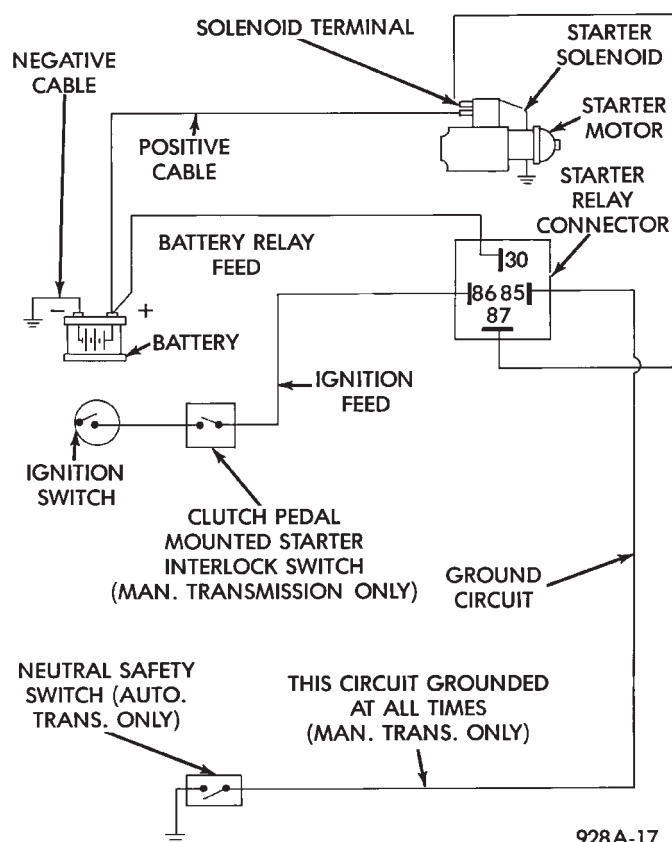 SOLENOID TERMINAL
STARTER
SOLENOID
NEGATIVE
CABLE
STARTER
MOTOR
POSITIVE
CABLE
STARTER
RELAY
CONNECTOR
BATTERY RELAY
FEED
30
86 85
87
− +
BATTERY
IGNITION
FEED
IGNITION
SWITCH
CLUTCH PEDAL
MOUNTED STARTER
INTERLOCK SWITCH
(MAN. TRANSMISSION ONLY)
GROUND
CIRCUIT
NEUTRAL SAFETY
SWITCH (AUTO.
TRANS. ONLY)
THIS CIRCUIT GROUNDED
AT ALL TIMES
(MAN. TRANS. ONLY)
928A-17